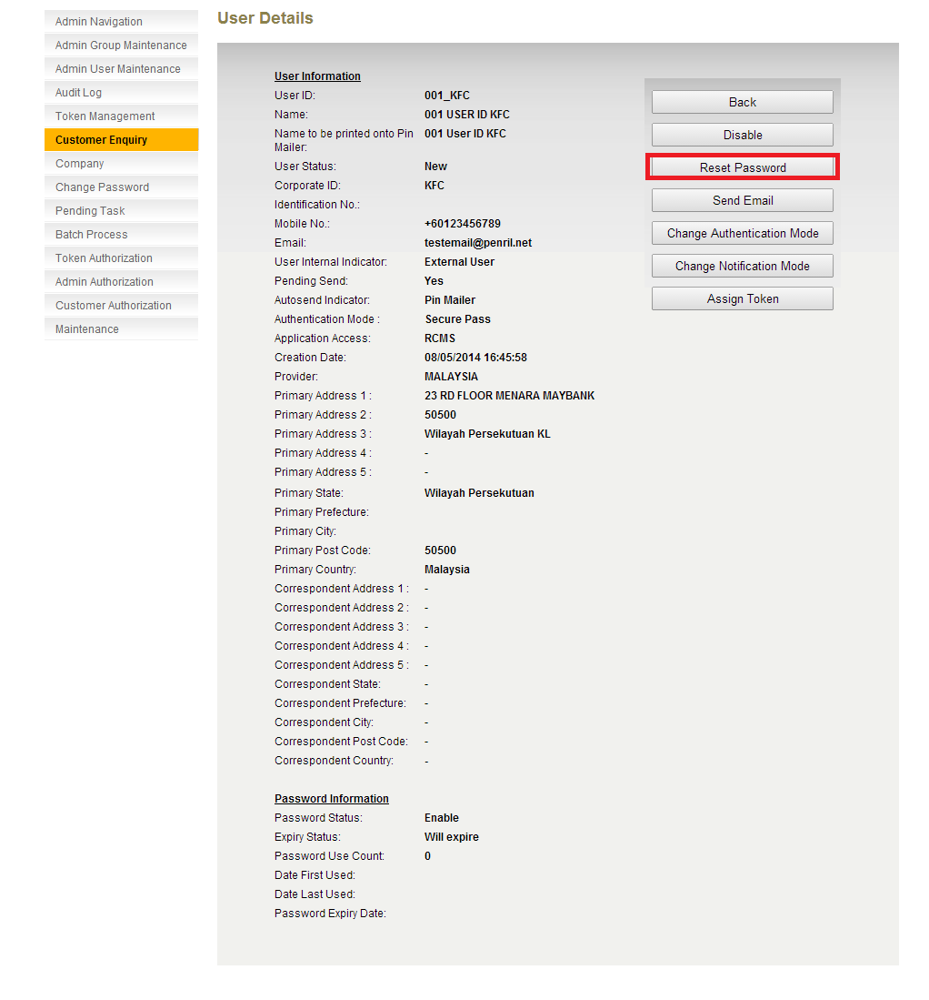 Admin Navigation
Admin Group Maintenance
Admin User Maintenance
Audit Log
Token Management
Customer Enquiry
Company
Change Password
Pending Task
Batch Process
Token Authorization
Admin Authorization
Customer Authorization
Maintenance
User Details
User Information
User ID: 001_KFC
Name: 001 USER ID KFC
Name to be printed onto Pin 001 User ID KFC
Mailer:
User Status: New
Corporate ID: KFC
Identification No.:
Mobile No.: +60123456789
Email: testemail@penril.net
User Internal Indicator: External User
Pending Send: Yes
Autosend Indicator: Pin Mailer
Authentication Mode : Secure Pass
Application Access: RCMS
Creation Date: 08/05/2014 16:45:58
Provider: MALAYSIA
Primary Address 1 : 23 RD FLOOR MENARA MAYBANK
Primary Address 2 : 50500
Primary Address 3 : Wilayah Persekutuan KL
Primary Address 4 : -
Primary Address 5 : -
Primary State: Wilayah Persekutuan
Primary Prefecture:
Primary City:
Primary Post Code: 50500
Primary Country: Malaysia
Correspondent Address 1 : -
Correspondent Address 2 : -
Correspondent Address 3 : -
Correspondent Address 4 : -
Correspondent Address 5 : -
Correspondent State: -
Correspondent Prefecture: -
Correspondent City: -
Correspondent Post Code: -
Correspondent Country: -
Password Information
Password Status: Enable
Expiry Status: Will expire
Password Use Count: 0
Date First Used:
Date Last Used:
Password Expiry Date:
Back
Disable
Reset Password
Send Email
Change Authentication Mode
Change Notification Mode
Assign Token